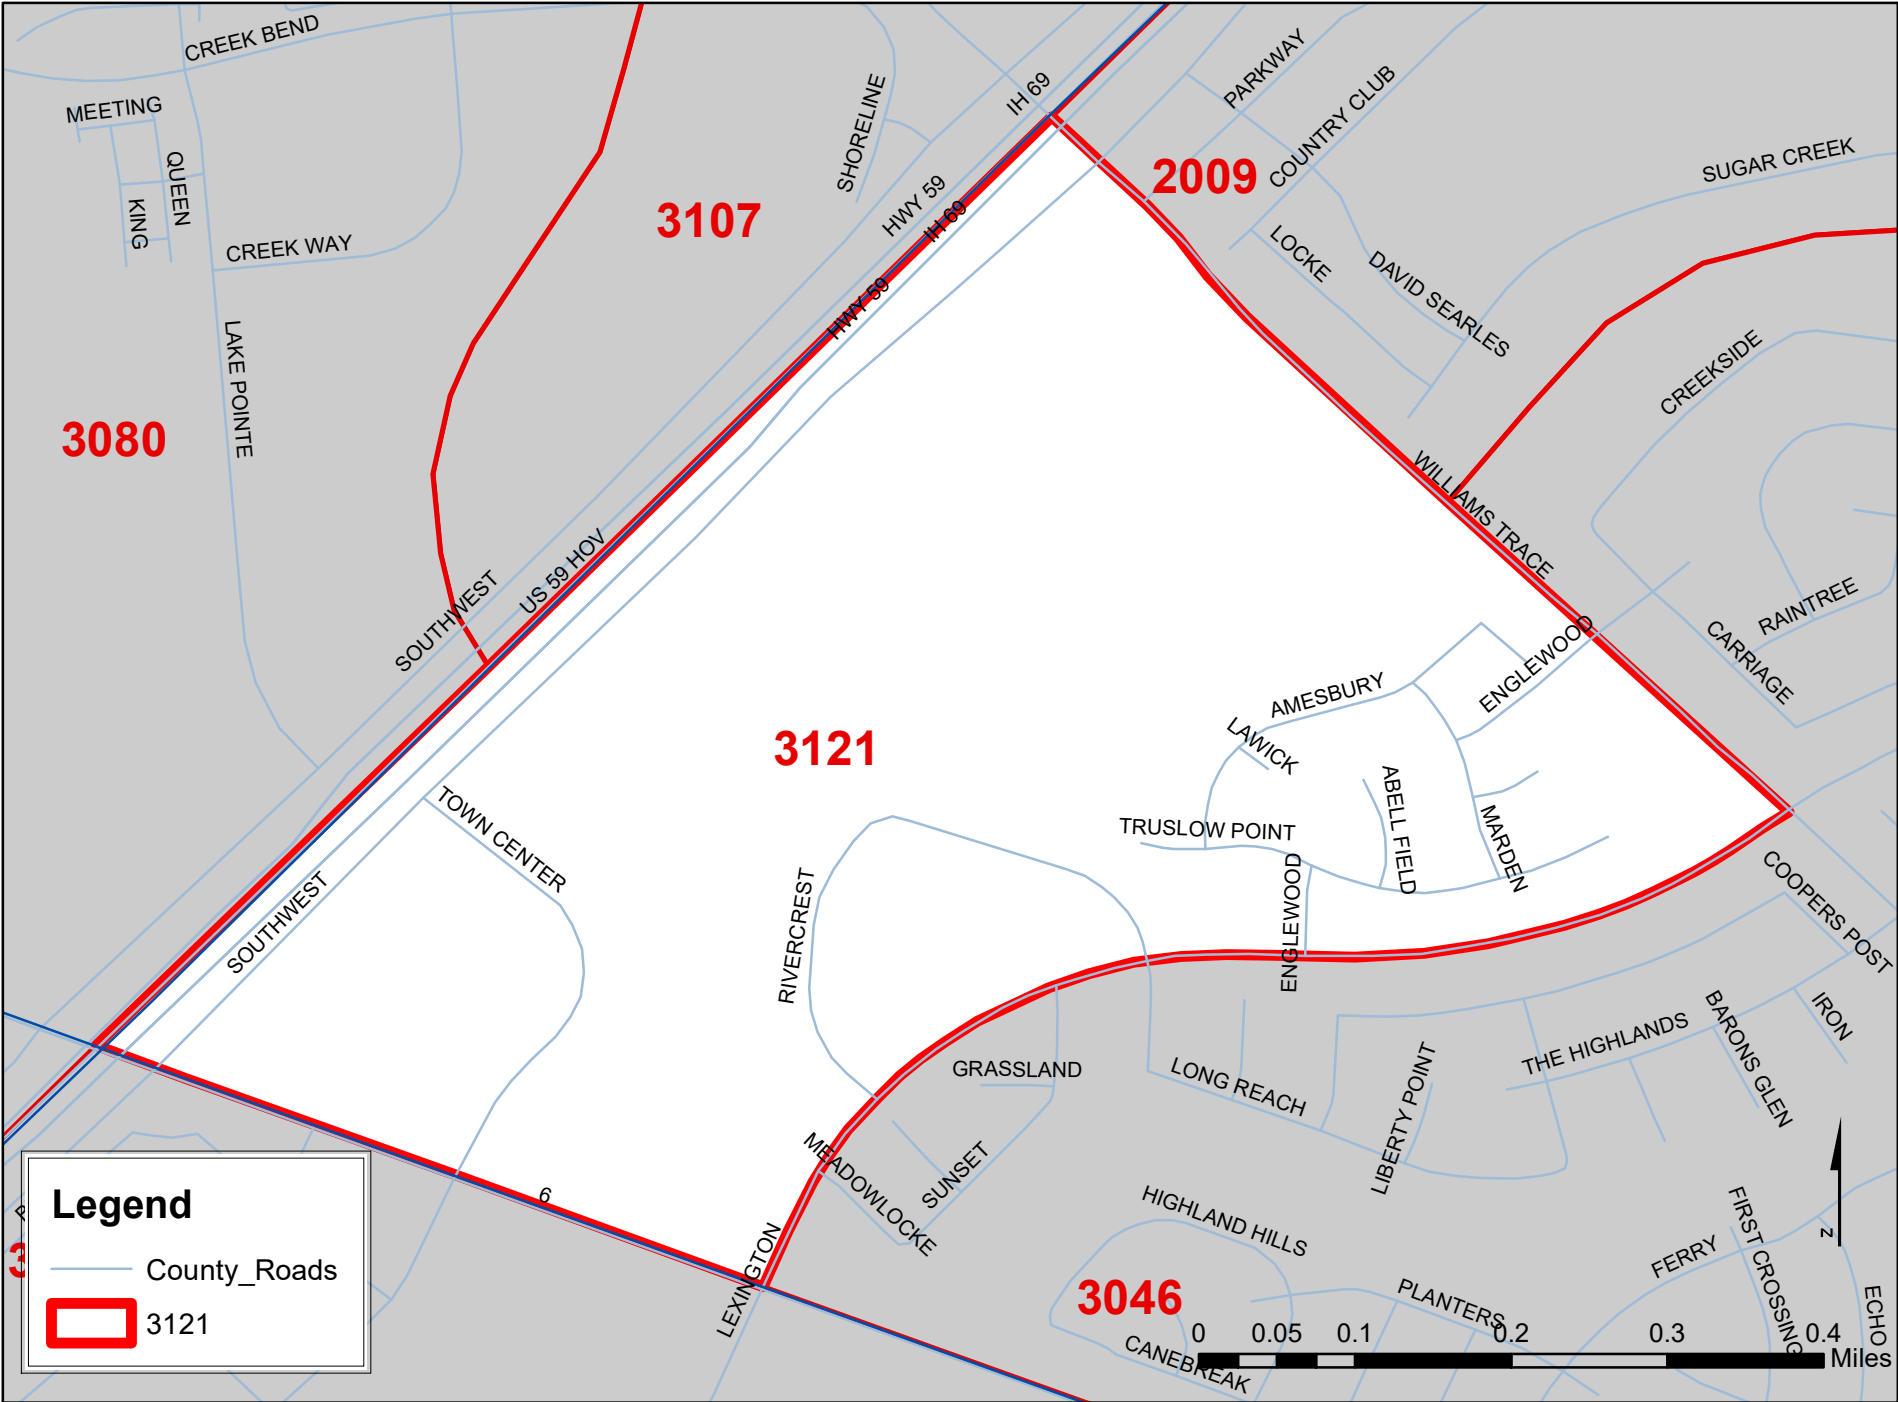 CREEK BEND
MEETING
QUEEN
KING
CREEK WAY
LAKE POINTE
3080
3107
SHORELINE
IH 69
HWY 59
IH 69
HWY 59
US 59 HOV
SOUTHWEST
2009
PARKWAY
COUNTRY CLUB
LOCKE
DAVID SEARLES
SUGAR CREEK
CREEKSIDE
WILLIAMS TRACE
RAINTREE
CARRIAGE
ENGLEWOOD
AMESBURY
LAWICK
ABELL FIELD
MARDEN
TRUSLOW POINT
ENGLEWOOD
3121
TOWN CENTER
SOUTHWEST
RIVERCREST
COOPERS POST
IRON
BARONS GLEN
THE HIGHLANDS
GRASSLAND
LONG REACH
LIBERTY POINT
SUNSET
MEADOWLOCKE
LEXINGTON
6
HIGHLAND HILLS
3046
PLANTERS
CANEBREAK
FERRY
FIRST CROSSING
ECHO
Z
0 0.05 0.1 0.2 0.3 0.4
Miles
Legend
County_Roads
3121